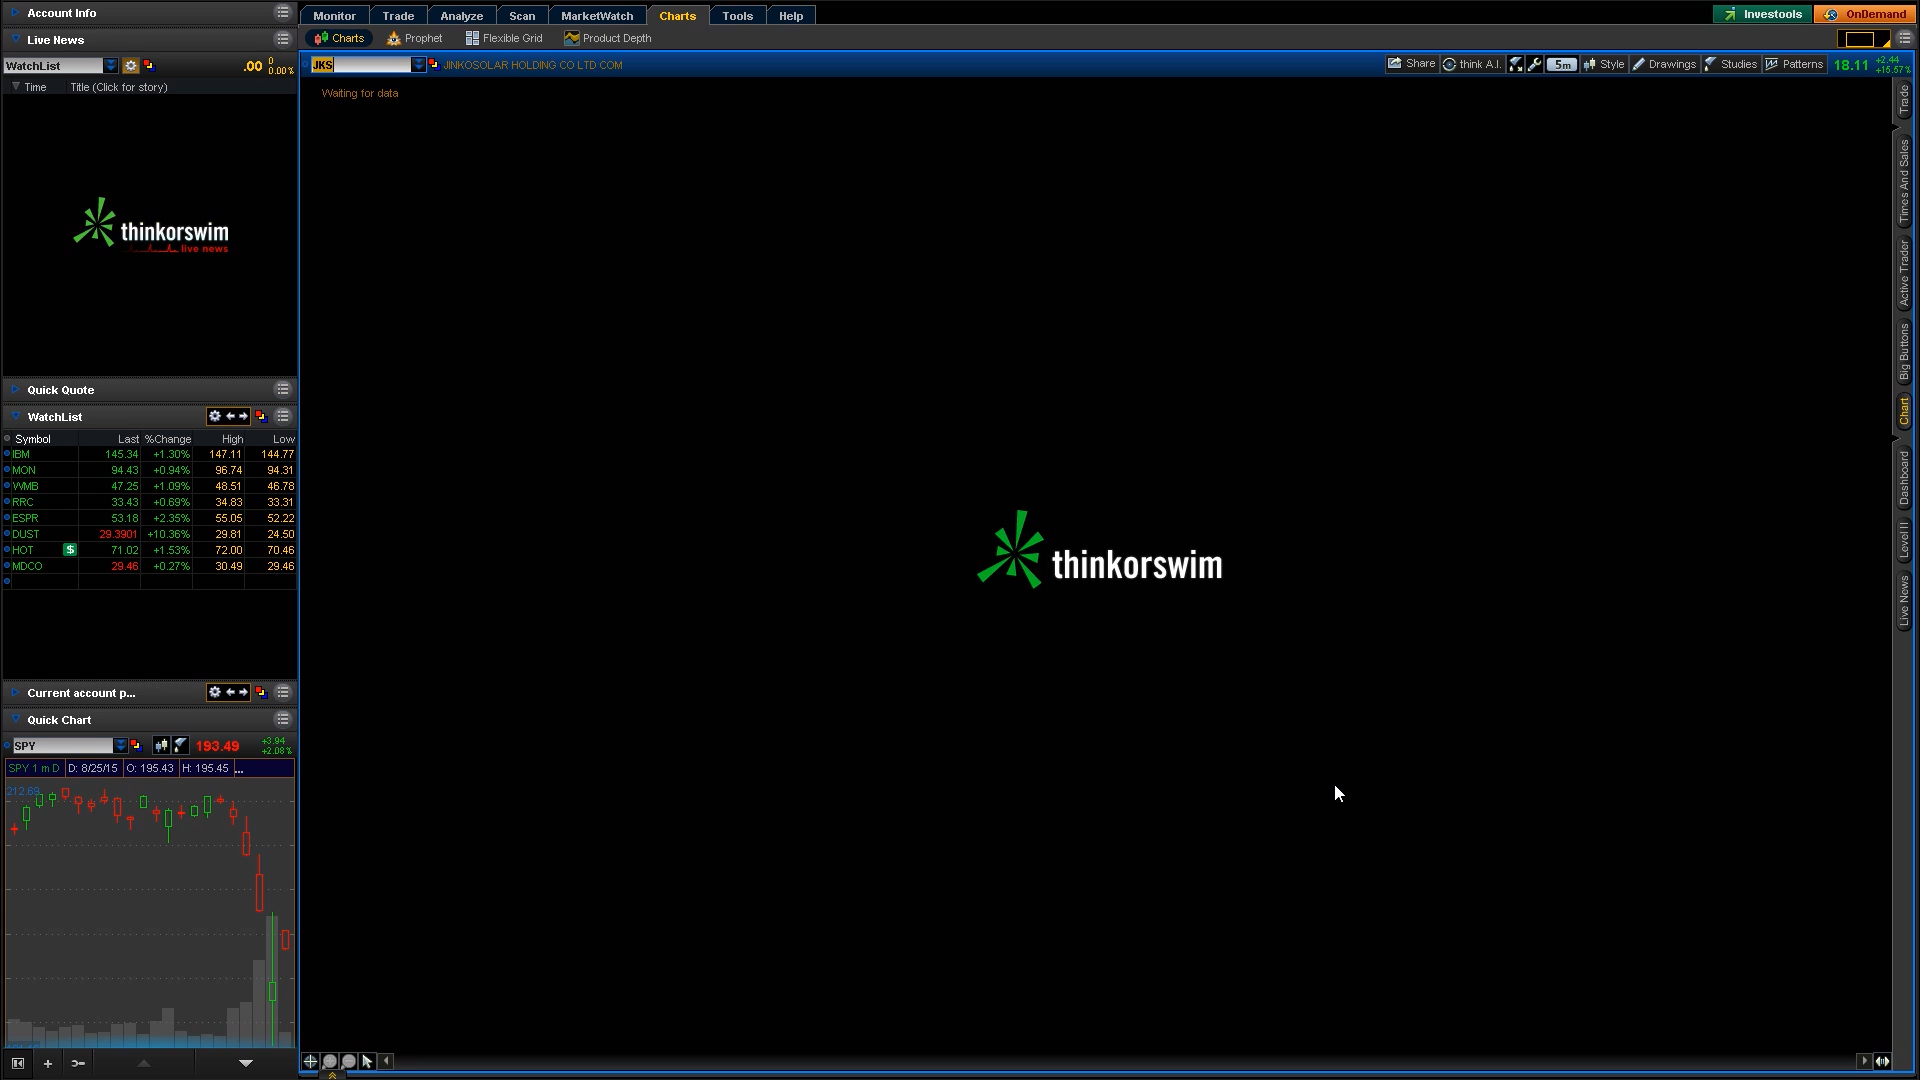 Account Info
Live News
WatchList .00 0 0.00%
Time Title (Click for story)
thinkorswim
live news
Quick Quote
WatchList
Symbol Last %Change High Low
IBM 145.34 +1.30% 147.11 144.77
MON 94.43 +0.94% 96.74 94.31
WMB 47.25 +1.09% 48.51 46.78
RRC 33.43 +0.69% 34.83 33.31
ESPR 53.18 +2.35% 55.05 52.22
DUST 29.3901 +10.36% 29.81 24.50
HOT $ 71.02 +1.53% 72.00 70.46
MDCO 29.46 +0.27% 30.49 29.46
Current account p...
Quick Chart
SPY 193.49 +3.94 +2.08%
SPY 1 m D D: 8/25/15 O: 195.43 H: 195.45 ...
212.69
Monitor Trade Analyze Scan MarketWatch Charts Tools Help
Investools OnDemand
Charts Prophet Flexible Grid Product Depth
JKS JINKOSOLAR HOLDING CO LTD COM
Share think A.I. 5m Style Drawings Studies Patterns 18.11 +2.44 +15.57%
Waiting for data
thinkorswim
Trade
Times And Sales
Active Trader
Big Buttons
Chart
Dashboard
Level II
Live News